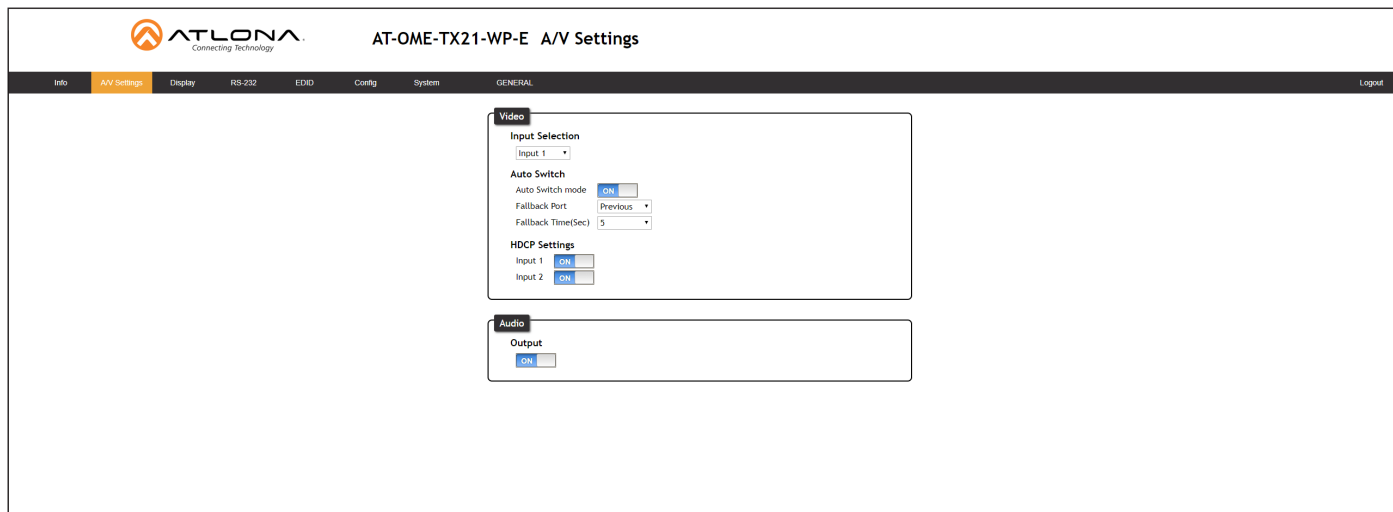 ATLONA.
Connecting Technology
AT-OME-TX21-WP-E A/V Settings
Info A/V Settings Display RS-232 EDID Config System GENERAL Logout
Video
Input Selection
Input 1
Auto Switch
Auto Switch mode ON
Fallback Port Previous
Fallback Time(Sec) 5
HDCP Settings
Input 1 ON
Input 2 ON
Audio
Output
ON